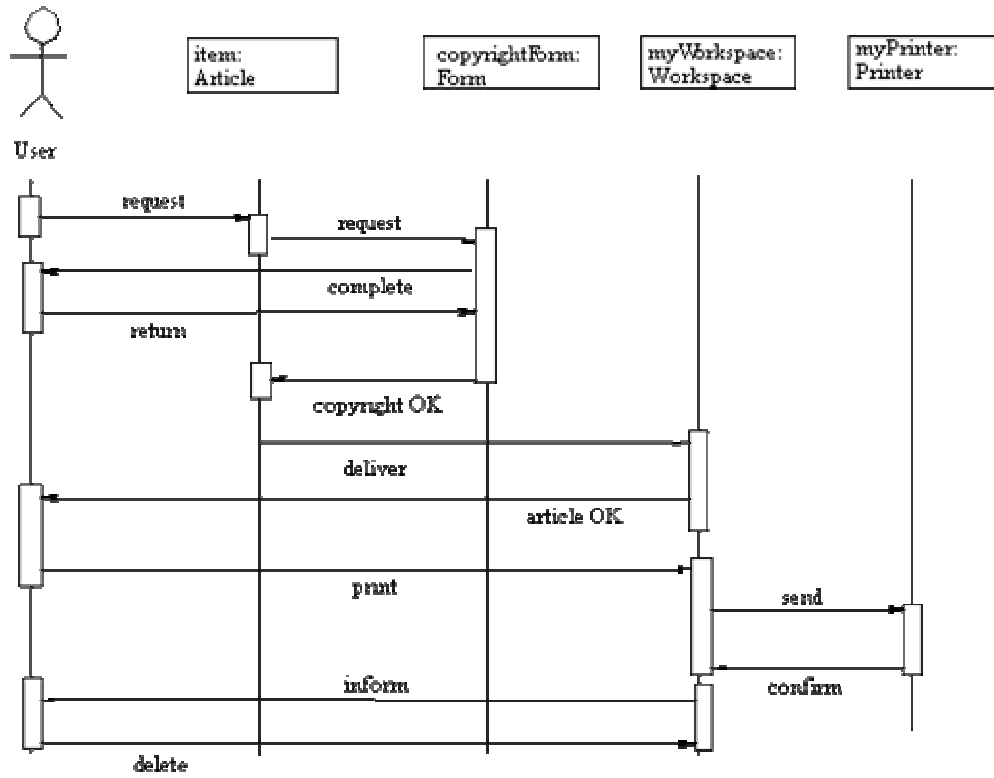 item:
Article
copyrightForm:
Form
myWorkspace:
Workspace
myPrinter:
Printer
User
request
request
complete
return
copyright OK
deliver
article OK
print
send
confirm
inform
delete